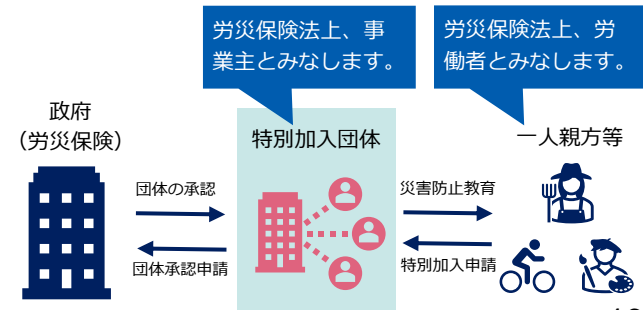 労災保険法上、事
業主とみなします。
労災保険法上、労
働者とみなします。
政府
（労災保険）
特別加入団体
一人親方等
団体の承認
災害防止教育
団体承認申請
特別加入申請